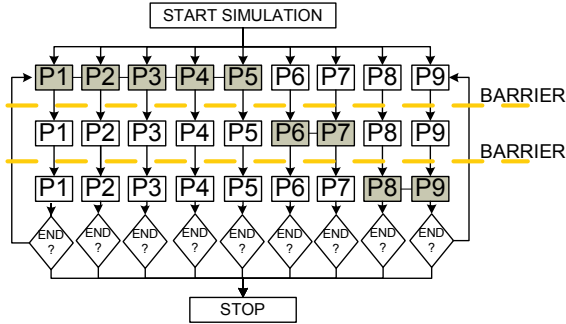 START SIMULATION
P1 P2 P3 P4 P5 P6 P7 P8 P9
BARRIER
P1 P2 P3 P4 P5 P6 P7 P8 P9
BARRIER
P1 P2 P3 P4 P5 P6 P7 P8 P9
END END END END END END END END END
? ? ? ? ? ? ? ? ?
STOP